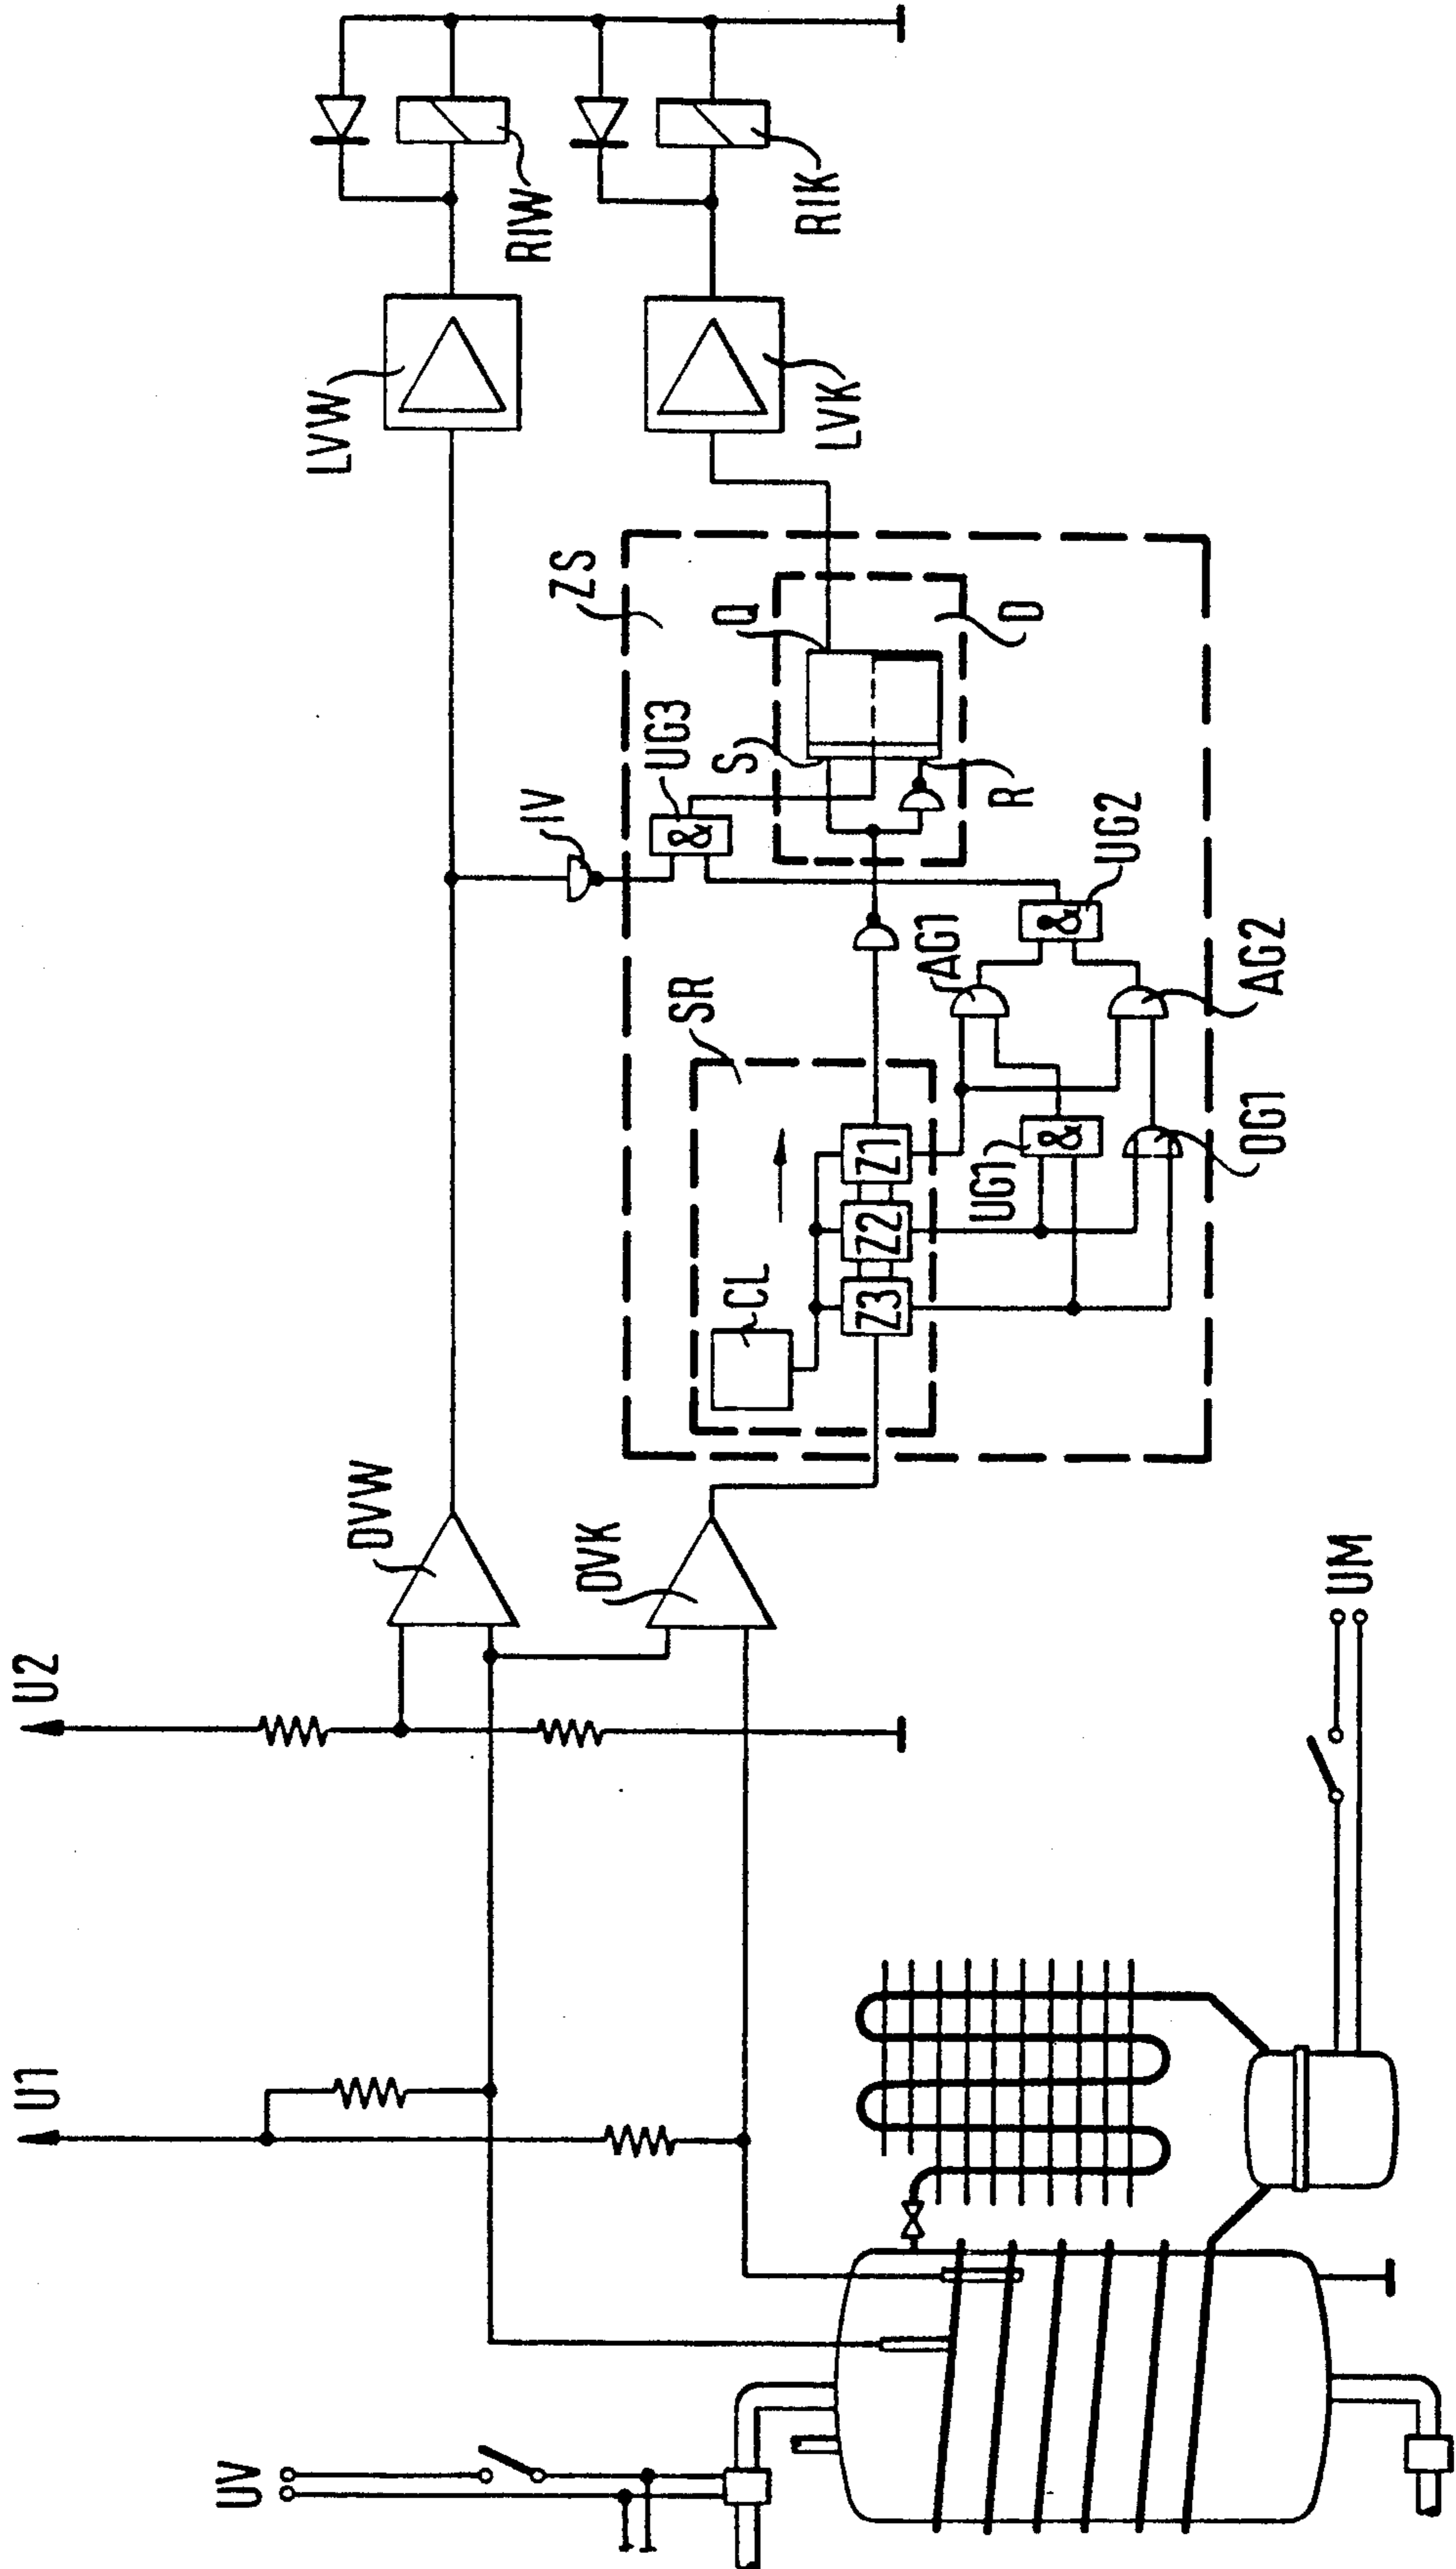 U1
U2
UV
UM
DVW
DVK
LVW
LVK
RIW
RIK
IV
ZS
SR
CL
Z3
Z2
Z1
UG1
&
OG1
AG1
AG2
UG2
&
UG3
&
S
Q
R
D